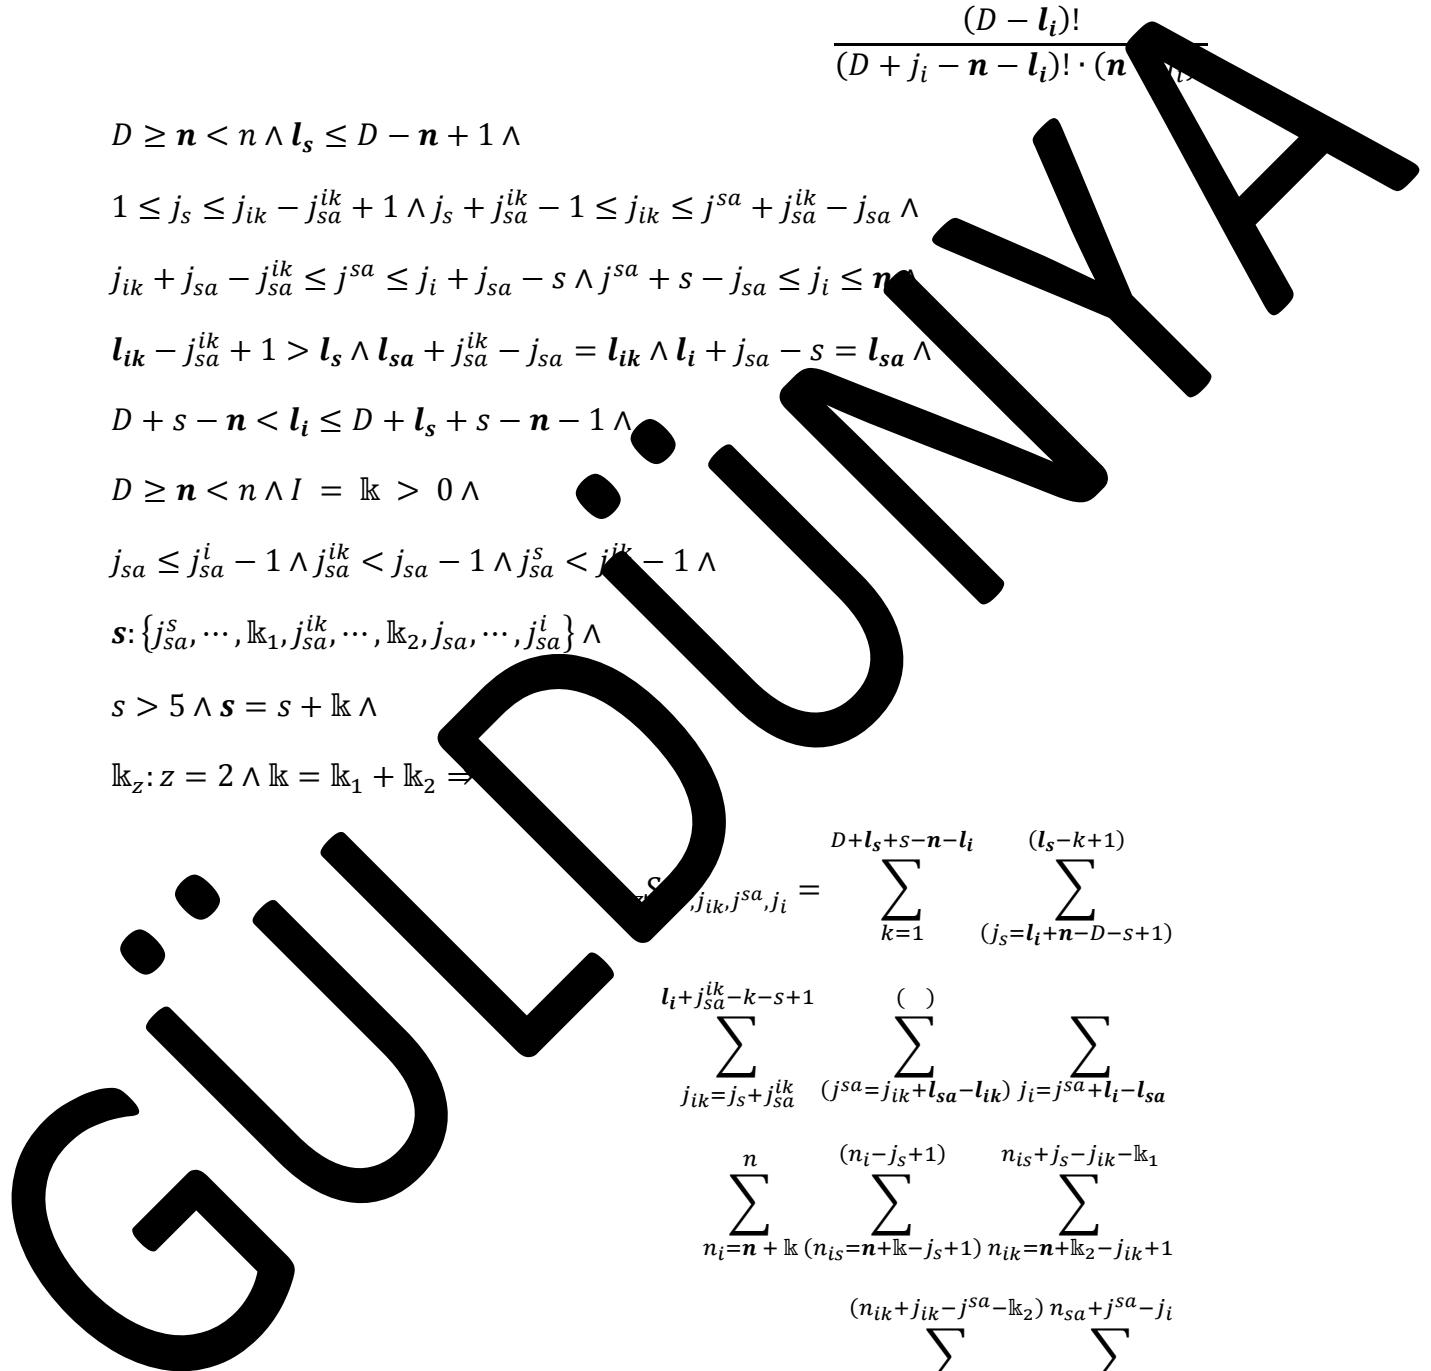 (D − l_i)!
(D + j_i − n − l_i)! · (n
D ≥ n < n ∧ l_s ≤ D − n + 1 ∧
1 ≤ j_s ≤ j_ik − j_sa^ik + 1 ∧ j_s + j_sa^ik − 1 ≤ j_ik ≤ j^sa + j_sa^ik − j_sa ∧
j_ik + j_sa − j_sa^ik ≤ j^sa ≤ j_i + j_sa − s ∧ j^sa + s − j_sa ≤ j_i ≤ n ∧
l_ik − j_sa^ik + 1 > l_s ∧ l_sa + j_sa^ik − j_sa = l_ik ∧ l_i + j_sa − s = l_sa ∧
D + s − n < l_i ≤ D + l_s + s − n − 1 ∧
D ≥ n < n ∧ I = 𝕜 > 0 ∧
j_sa ≤ j_sa^i − 1 ∧ j_sa^ik < j_sa − 1 ∧ j_sa^s < j^ik − 1 ∧
s: {j_sa^s, ⋯, 𝕜_1, j_sa^ik, ⋯, 𝕜_2, j_sa, ⋯, j_sa^i} ∧
s > 5 ∧ s = s + 𝕜 ∧
𝕜_z: z = 2 ∧ 𝕜 = 𝕜_1 + 𝕜_2 ⇒
D+l_s+s−n−l_i (l_s−k+1)
S ,j_ik,j^sa,j_i = ∑ ∑
k=1 (j_s=l_i+n−D−s+1)
l_i+j_sa^ik−k−s+1 ( )
∑ ∑ ∑
j_ik=j_s+j_sa^ik (j^sa=j_ik+l_sa−l_ik) j_i=j^sa+l_i−l_sa
n (n_i−j_s+1) n_is+j_s−j_ik−𝕜_1
∑ ∑ ∑
n_i=n+𝕜 (n_is=n+𝕜−j_s+1) n_ik=n+𝕜_2−j_ik+1
(n_ik+j_ik−j^sa−𝕜_2) n_sa+j^sa−j_i
∑ ∑
GÜLDÜNYA